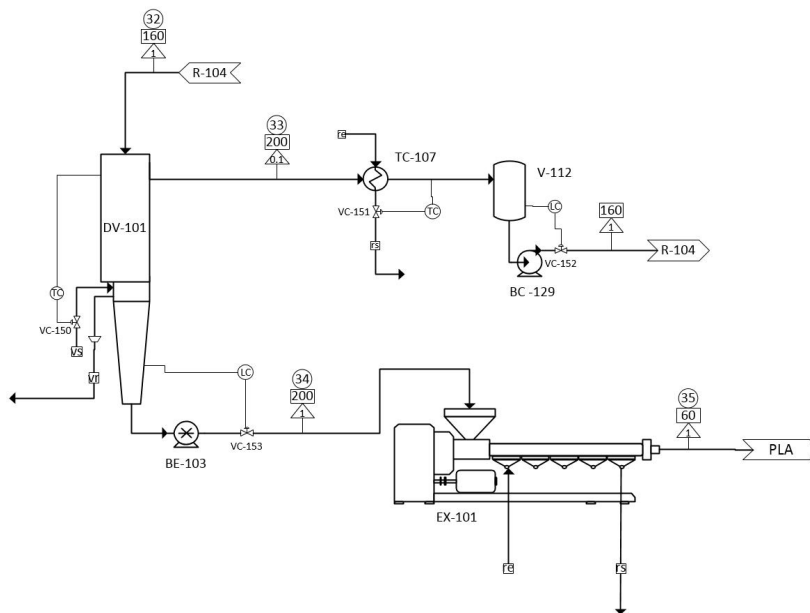 32
160
1
R-104
33
200
0.1
re
TC-107
V-112
DV-101
VC-151
TC
LC
160
1
rs
R-104
VC-152
TC
BC -129
VC-150
vs
LC
vr
34
200
1
35
60
1
VC-153
BE-103
PLA
EX-101
re
rs